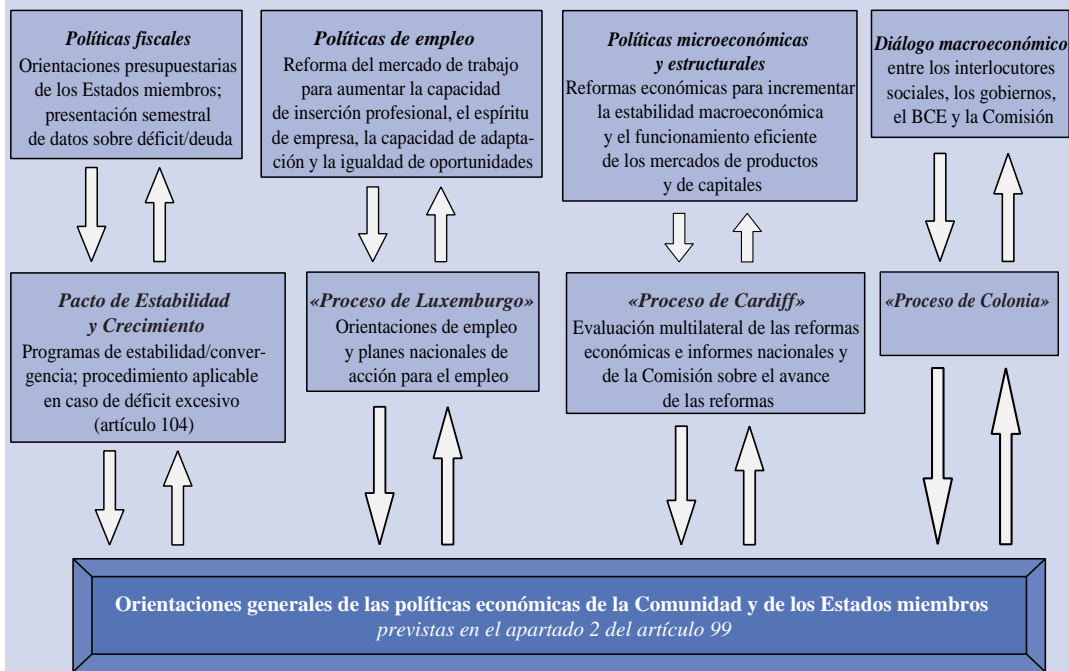 Políticas fiscales
Orientaciones presupuestarias
de los Estados miembros;
presentación semestral
de datos sobre déficit/deuda
Políticas de empleo
Reforma del mercado de trabajo
para aumentar la capacidad
de inserción profesional, el espíritu
de empresa, la capacidad de adapta-
ción y la igualdad de oportunidades
Políticas microeconómicas
y estructurales
Reformas económicas para incrementar
la estabilidad macroeconómica
y el funcionamiento eficiente
de los mercados de productos
y de capitales
Diálogo macroeconómico
entre los interlocutores
sociales, los gobiernos,
el BCE y la Comisión
Pacto de Estabilidad
y Crecimiento
Programas de estabilidad/conver-
gencia; procedimiento aplicable
en caso de déficit excesivo
(artículo 104)
«Proceso de Luxemburgo»
Orientaciones de empleo
y planes nacionales de
acción para el empleo
«Proceso de Cardiff»
Evaluación multilateral de las reformas
económicas e informes nacionales y
de la Comisión sobre el avance
de las reformas
«Proceso de Colonia»
Orientaciones generales de las políticas económicas de la Comunidad y de los Estados miembros
previstas en el apartado 2 del artículo 99